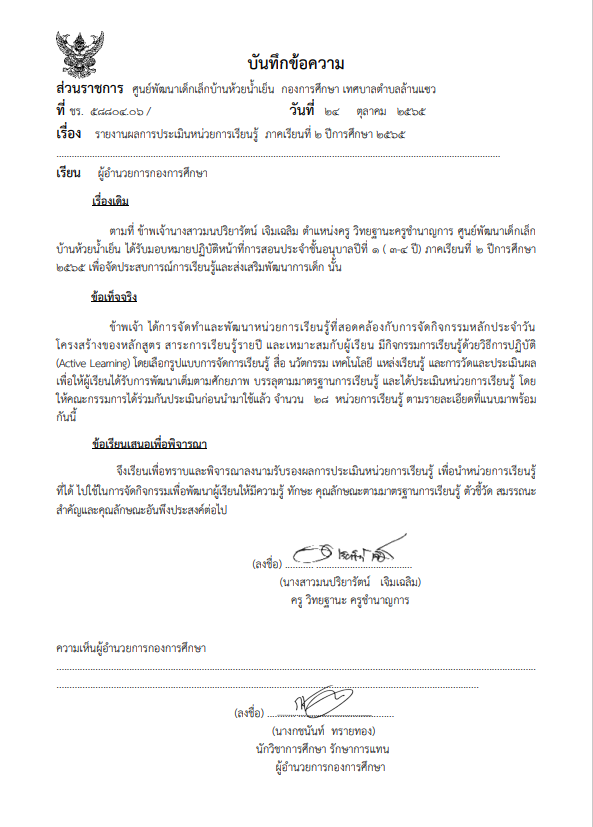 บันทึกข้อความ
ส่วนราชการ ศูนย์พัฒนาเด็กเล็กบ้านห้วยน้ำเย็น กองการศึกษา เทศบาลตำบลล้านแซว
ที่ ชร. ๕๘๘๐๔.๐๖ / วันที่ ๒๔ ตุลาคม ๒๕๖๕
เรื่อง รายงานผลการประเมินหน่วยการเรียนรู้ ภาคเรียนที่ ๒ ปีการศึกษา ๒๕๖๕
เรียน ผู้อำนวยการกองการศึกษา
เรื่องเดิม
ตามที่ ข้าพเจ้านางสาวมนปริยารัตน์ เจิมเฉลิม ตำแหน่งครู วิทยฐานะครูชำนาญการ ศูนย์พัฒนาเด็กเล็ก
บ้านห้วยน้ำเย็น ได้รับมอบหมายปฏิบัติหน้าที่การสอนประจำชั้นอนุบาลปีที่ ๑ ( ๓-๔ ปี) ภาคเรียนที่ ๒ ปีการศึกษา
๒๕๖๕ เพื่อจัดประสบการณ์การเรียนรู้และส่งเสริมพัฒนาการเด็ก นั้น
ข้อเท็จจริง
ข้าพเจ้า ได้การจัดทำและพัฒนาหน่วยการเรียนรู้ที่สอดคล้องกับการจัดกิจกรรมหลักประจำวัน
โครงสร้างของหลักสูตร สาระการเรียนรู้รายปี และเหมาะสมกับผู้เรียน มีกิจกรรมการเรียนรู้ด้วยวิธีการปฏิบัติ
(Active Learning) โดยเลือกรูปแบบการจัดการเรียนรู้ สื่อ นวัตกรรม เทคโนโลยี แหล่งเรียนรู้ และการวัดและประเมินผล
เพื่อให้ผู้เรียนได้รับการพัฒนาเต็มตามศักยภาพ บรรลุตามมาตรฐานการเรียนรู้ และได้ประเมินหน่วยการเรียนรู้ โดย
ให้คณะกรรมการได้ร่วมกันประเมินก่อนนำมาใช้แล้ว จำนวน ๒๘ หน่วยการเรียนรู้ ตามรายละเอียดที่แนบมาพร้อม
กันนี้
ข้อเรียนเสนอเพื่อพิจารณา
จึงเรียนเพื่อทราบและพิจารณาลงนามรับรองผลการประเมินหน่วยการเรียนรู้ เพื่อนำหน่วยการเรียนรู้
ที่ได้ ไปใช้ในการจัดกิจกรรมเพื่อพัฒนาผู้เรียนให้มีความรู้ ทักษะ คุณลักษณะตามมาตรฐานการเรียนรู้ ตัวชี้วัด สมรรถนะ
สำคัญและคุณลักษณะอันพึงประสงค์ต่อไป
(ลงชื่อ)
(นางสาวมนปริยารัตน์ เจิมเฉลิม)
ครู วิทยฐานะ ครูชำนาญการ
ความเห็นผู้อำนวยการกองการศึกษา
(ลงชื่อ)
(นางกชนันท์ ทรายทอง)
นักวิชาการศึกษา รักษาการแทน
ผู้อำนวยการกองการศึกษา